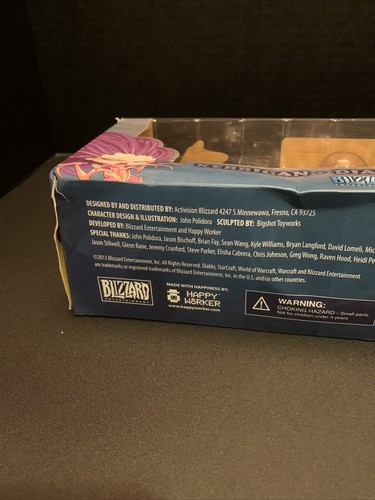 KERRIGAN
BLIZZ
DESIGNED BY AND DISTRIBUTED BY: Activision Blizzard 4247 S.Minnewawa, Fresno, CA 93725
CHARACTER DESIGN & ILLUSTRATION: John Polidora SCULPTED BY: Bigshot Toyworks
DEVELOPED BY: Blizzard Entertainment and Happy Worker
SPECIAL THANKS: John Polidora, Jason Bischoff, Brian Fay, Sean Wang, Kyle Williams, Bryan Langford, David Lomeli, Mic
Jason Stilwell, Glenn Rane, Jeremy Cranford, Steve Parker, Elisha Cabrera, Chris Johnson, Greg Wong, Raven Hood, Heidi Pe
©2013 Blizzard Entertainment, Inc. All Rights Reserved. Diablo, StarCraft, World of Warcraft, Warcraft and Blizzard Entertainment
are trademarks or registered trademarks of Blizzard Entertainment, Inc. in the U.S. and/or other countries.
BLIZZARD
ENTERTAINMENT
MADE WITH HAPPINESS BY:
HAPPY
WORKER
www.happyworker.com
WARNING:
CHOKING HAZARD – Small parts.
Not for children under 3 years.